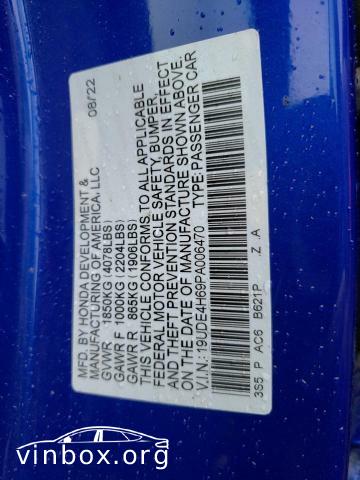 MFD. BY HONDA DEVELOPMENT &
MANUFACTURING OF AMERICA, LLC
08/22
GVWR 1850KG (4078LBS)
GAWR F 1000KG (2204LBS)
GAWR R 865KG (1906LBS)
THIS VEHICLE CONFORMS TO ALL APPLICABLE
FEDERAL MOTOR VEHICLE SAFETY, BUMPER,
AND THEFT PREVENTION STANDARDS IN EFFECT
ON THE DATE OF MANUFACTURE SHOWN ABOVE.
V.I.N.:19UDE4H69PA006470 TYPE:PASSENGER CAR
3S5 P AC6 B621P Z .A
vinbox.org